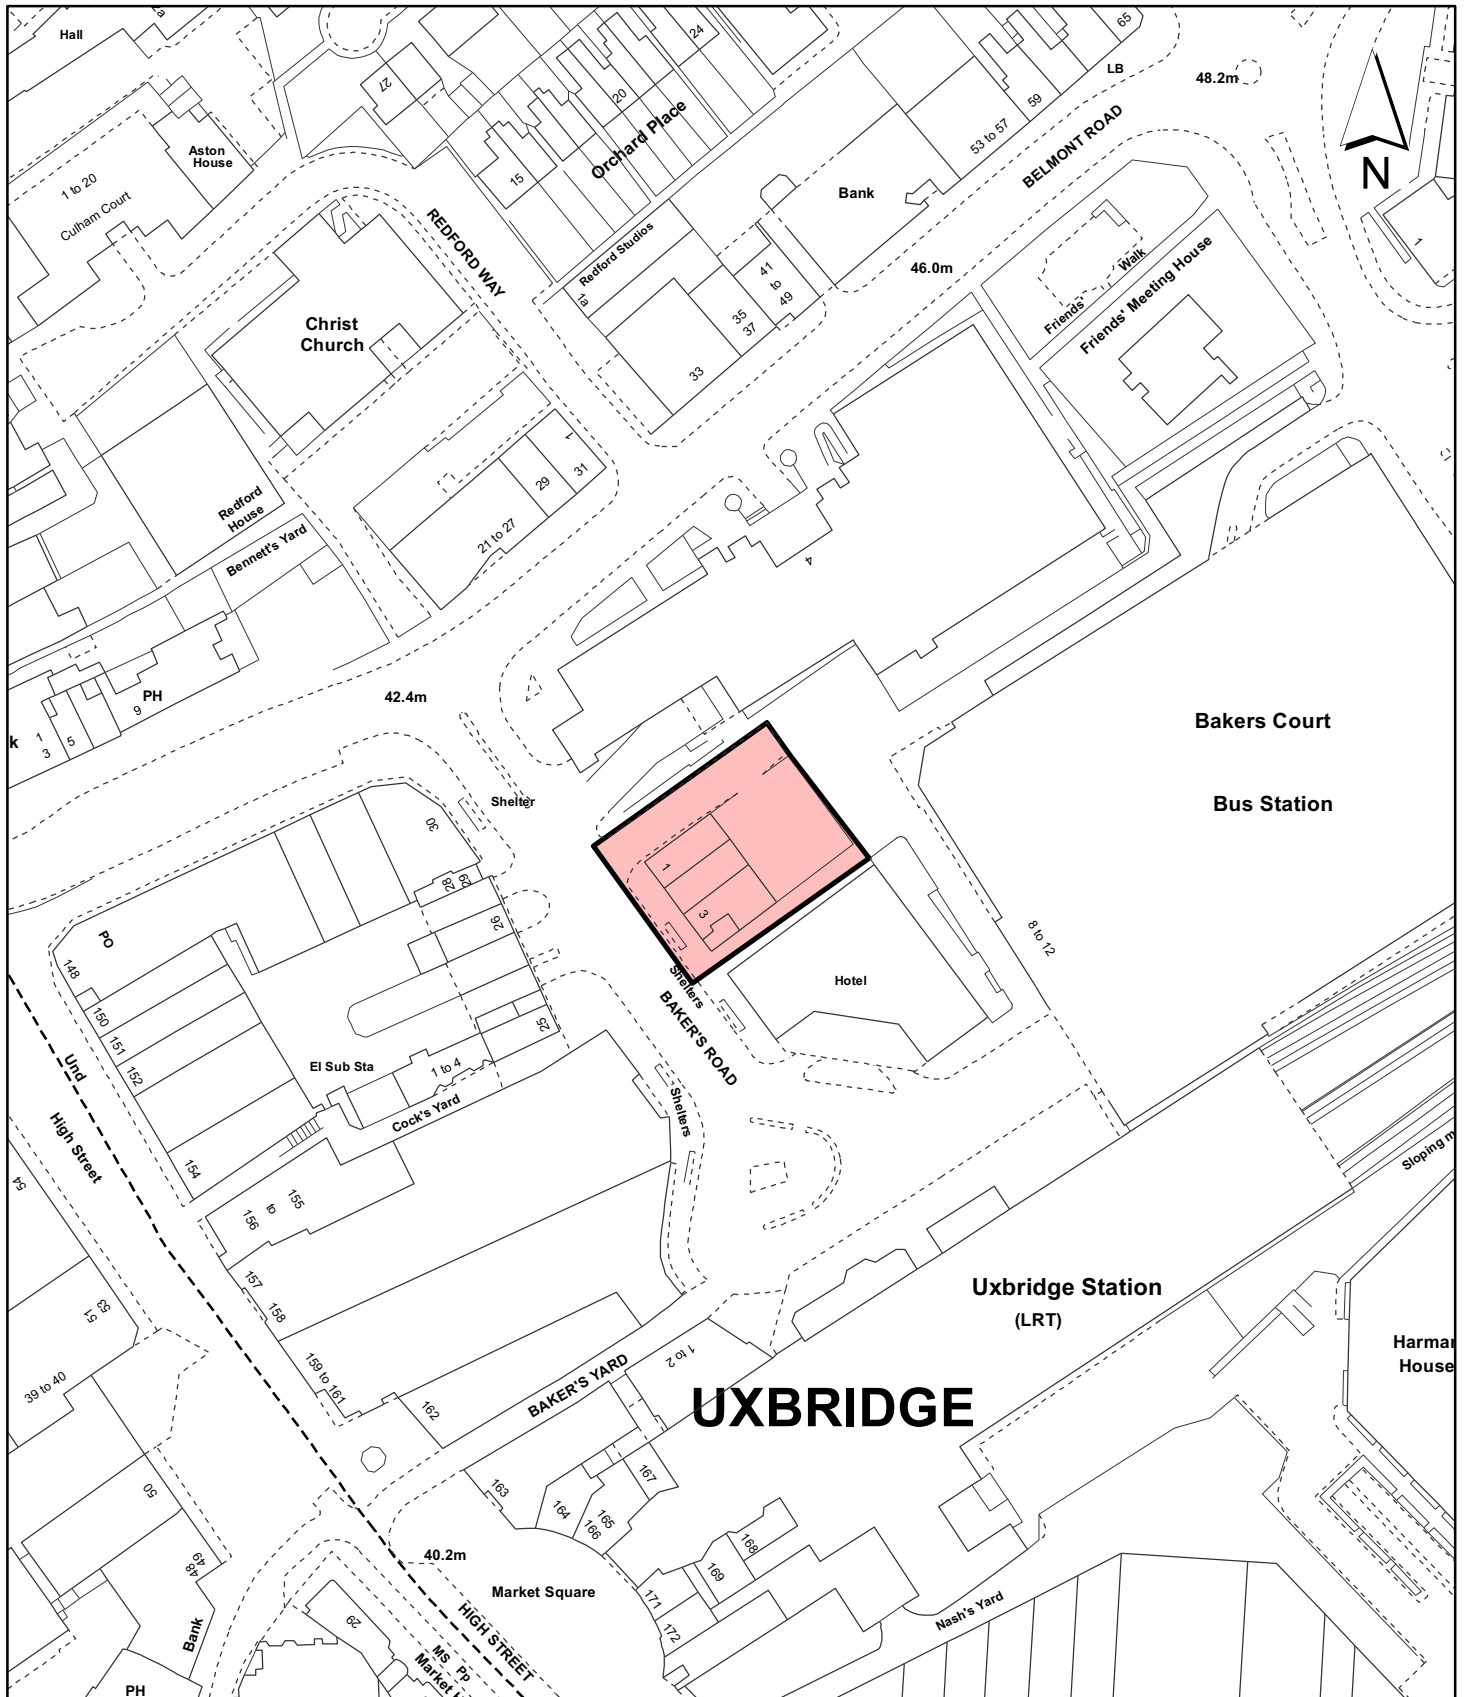 Hall
2a
27
24
20
15
Orchard Place
65
LB
59
53 to 57
48.2m
BELMONT ROAD
N
Aston
House
1 to 20
Culham Court
REDFORD WAY
Redford Studios
1a
Bank
46.0m
41
to
49
35
37
33
Friends'
Walk
Friends' Meeting House
1
Christ
Church
1
31
29
21 to 27
Redford
House
Bennett's Yard
4
PH
9
1
3
5
k
42.4m
Shelter
Bakers Court
Bus Station
30
29
28
26
25
1
3
Shelters
BAKER'S ROAD
Hotel
8 to 12
PO
148
150
151
152
154
El Sub Sta
1 to 4
Cock's Yard
Shelters
Und
High Street
54
53
51
39 to 40
50
49
48
156
to
155
157
158
159 to 161
162
BAKER'S YARD
1 to 2
Uxbridge Station
(LRT)
Sloping m
Harmar
House
UXBRIDGE
163
164
165
166
167
168
169
171
172
40.2m
Market Square
HIGH STREET
Nash's Yard
Bank
PH
29
MS
Pp
Market